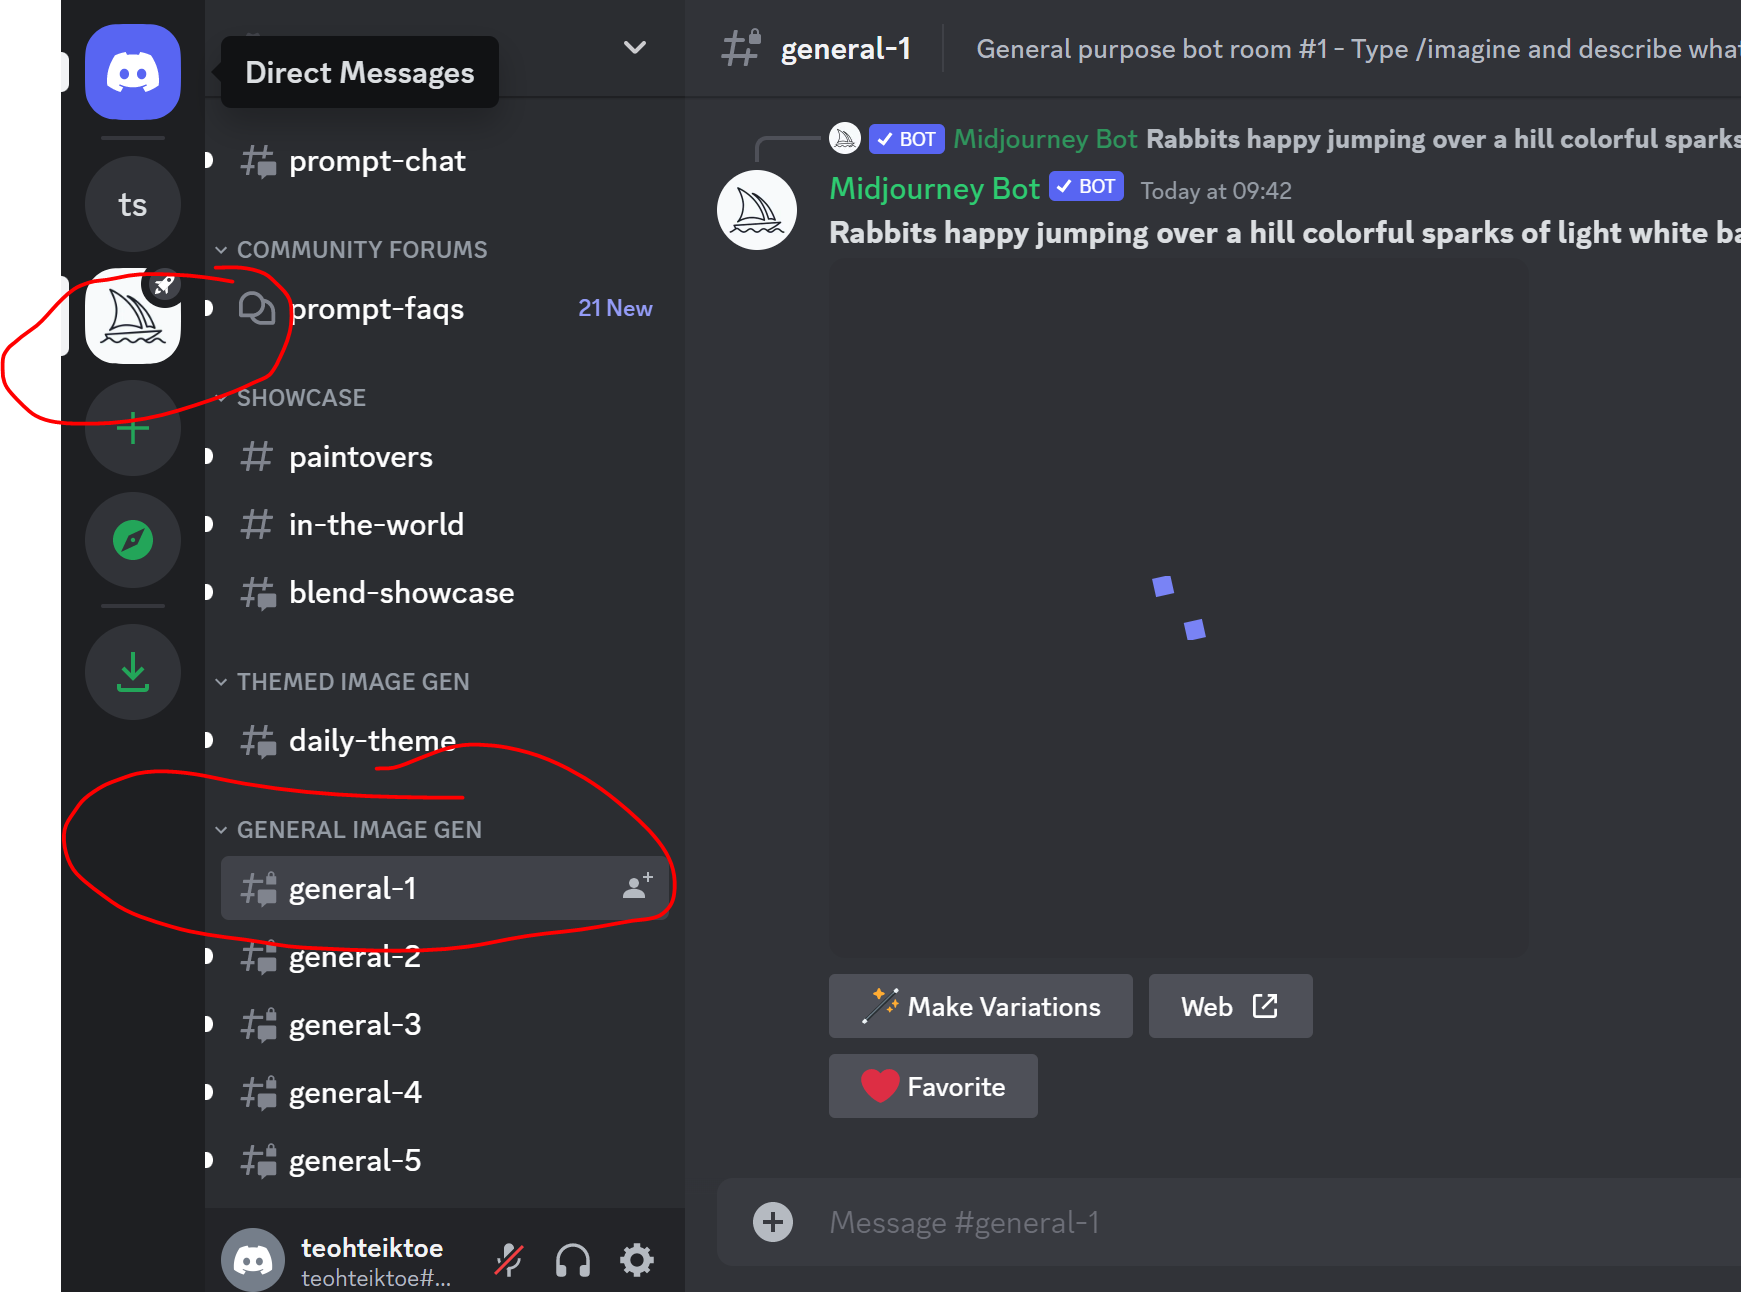 Direct Messages
ts
prompt-chat
COMMUNITY FORUMS
prompt-faqs
21 New
SHOWCASE
paintovers
in-the-world
blend-showcase
THEMED IMAGE GEN
daily-theme
GENERAL IMAGE GEN
general-1
general-2
general-3
general-4
general-5
teohteiktoe
teohteiktoe#...
general-1
General purpose bot room #1 - Type /imagine and describe what
BOT Midjourney Bot Rabbits happy jumping over a hill colorful sparks
Midjourney Bot BOT Today at 09:42
Rabbits happy jumping over a hill colorful sparks of light white ba
Make Variations
Web
Favorite
Message #general-1